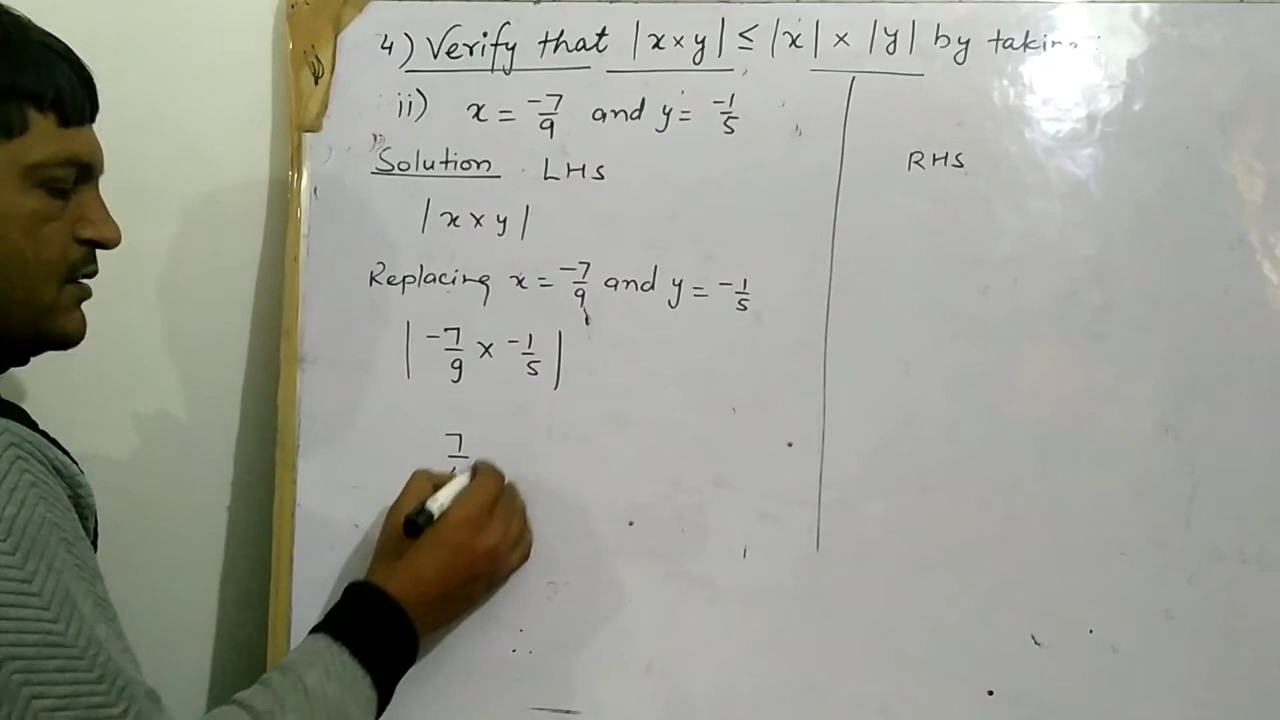 4) Verify that |x×y| ≤ |x| × |y| by
ii) x = -7/9 and y = -1/5
Solution LHS
|x×y|
Replacing x = -7/9 and y = -1/5
|-7/9 × -1/5|
7
RHS